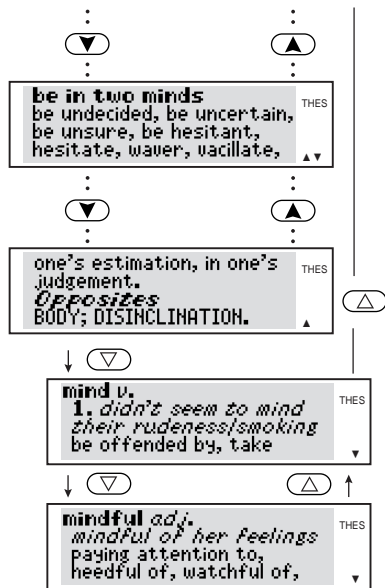 be in two minds
be undecided, be uncertain,
be unsure, be hesitant,
hesitate, waver, vacillate,
THES
one's estimation, in one's
judgement.
Opposites
BODY; DISINCLINATION.
THES
mind v.
1. didn't seem to mind
their rudeness/smoking
be offended by, take
THES
mindful adj.
mindful of her feelings
paying attention to,
heedful of, watchful of,
THES